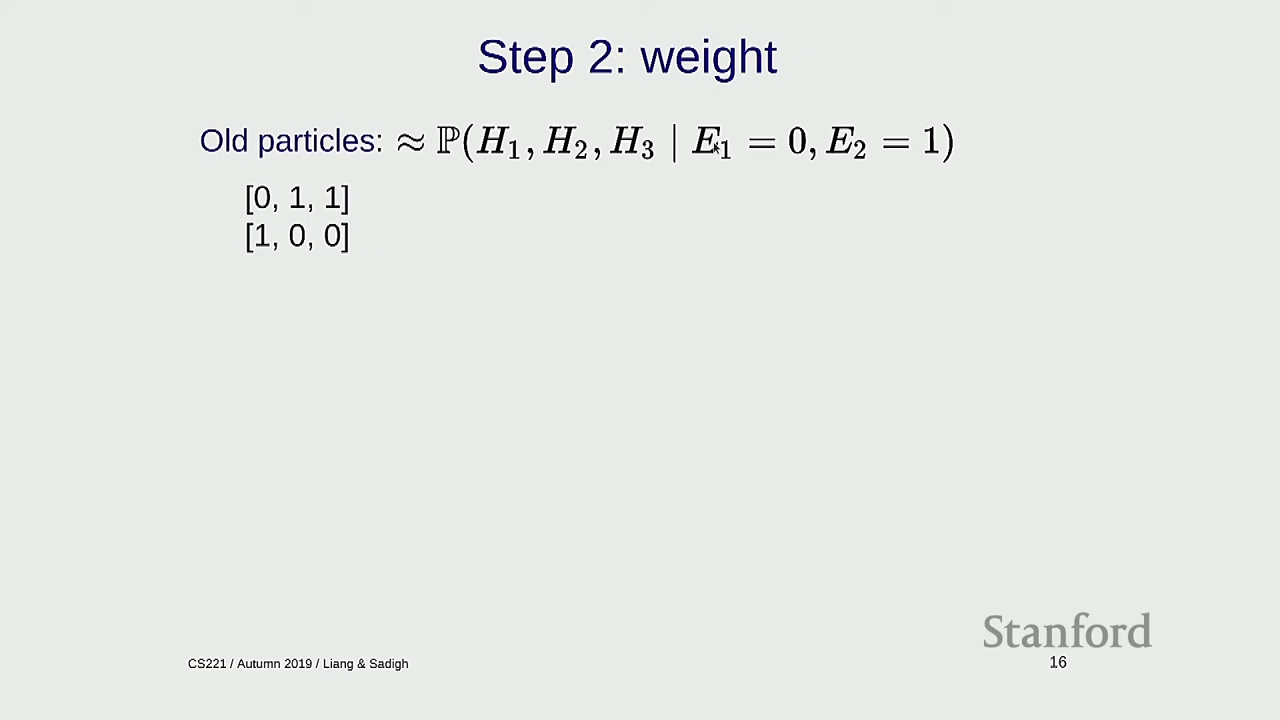 Step 2: weight
Old particles: ≈ ℙ(H₁, H₂, H₃ | E₁ = 0, E₂ = 1)
[0, 1, 1]
[1, 0, 0]
Stanford
CS221 / Autumn 2019 / Liang & Sadigh
16